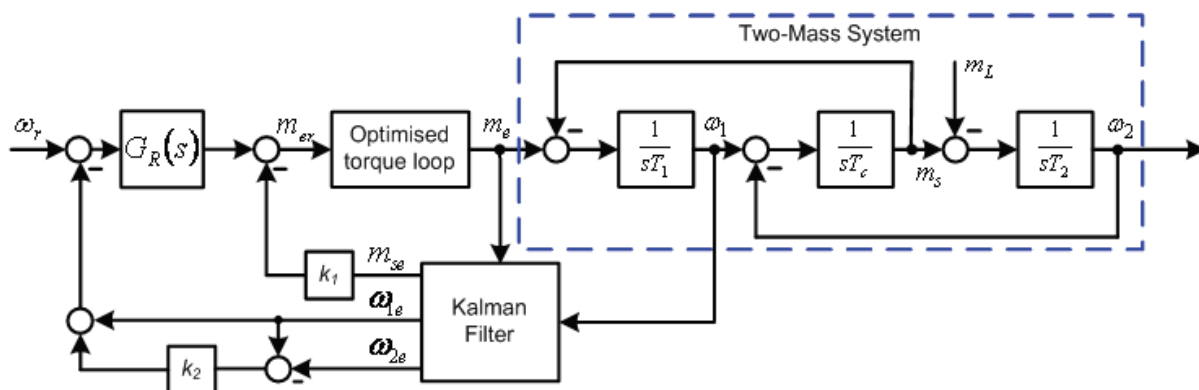 Two-Mass System
m_L
ω_r
G_R(s)
m_er
Optimised
torque loop
m_e
1
sT_1
ω_1
1
sT_c
m_s
1
sT_2
ω_2
k_1
m_se
ω_1e
ω_2e
Kalman
Filter
k_2